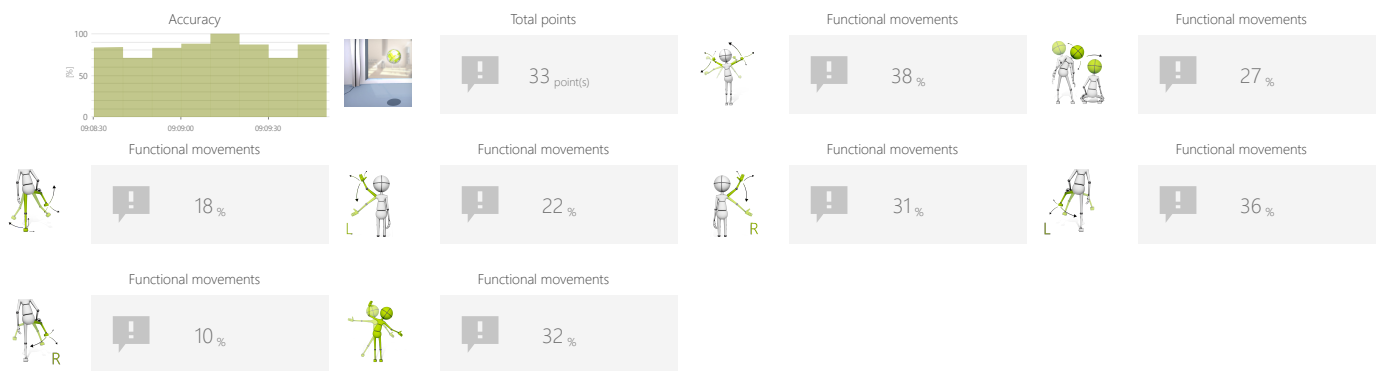 Accuracy
100
50
0
[%]
09:08:30 09:09:00 09:09:30
Total points
33 point(s)
Functional movements
38 %
Functional movements
27 %
Functional movements
18 %
Functional movements
L
22 %
Functional movements
R
31 %
Functional movements
L
36 %
Functional movements
R
10 %
Functional movements
32 %